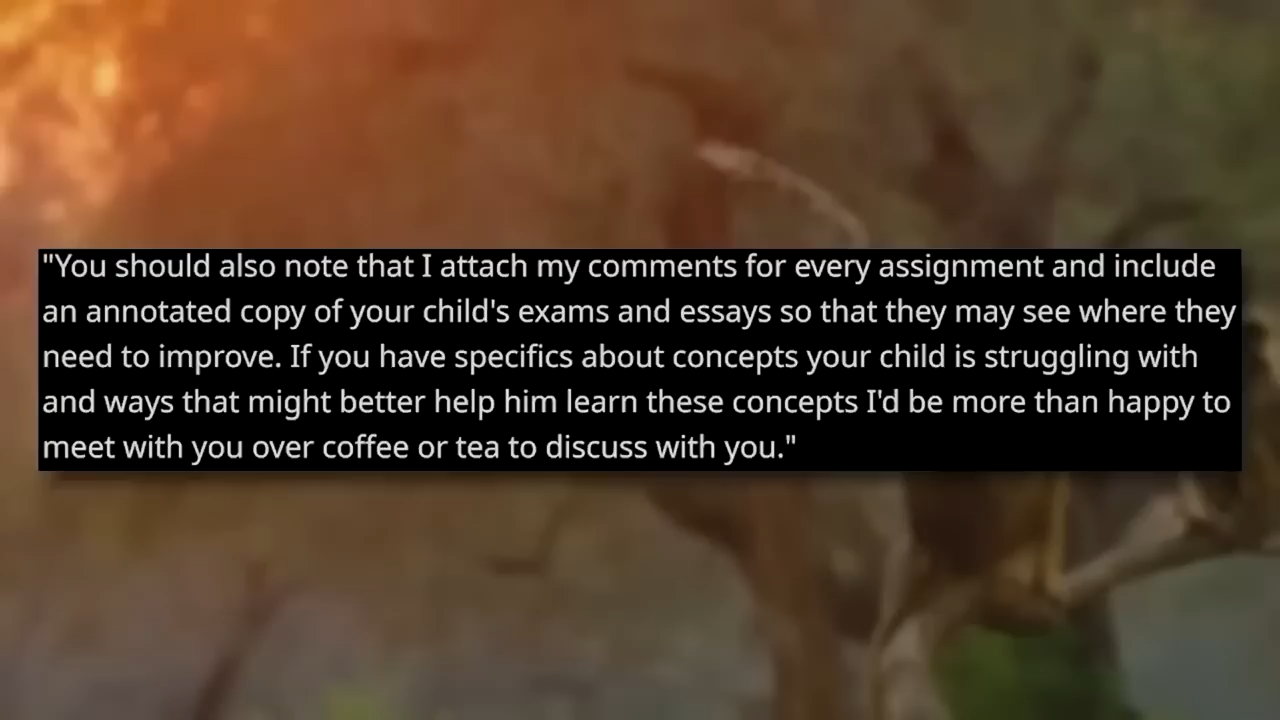 "You should also note that I attach my comments for every assignment and include
an annotated copy of your child's exams and essays so that they may see where they
need to improve. If you have specifics about concepts your child is struggling with
and ways that might better help him learn these concepts I'd be more than happy to
meet with you over coffee or tea to discuss with you."